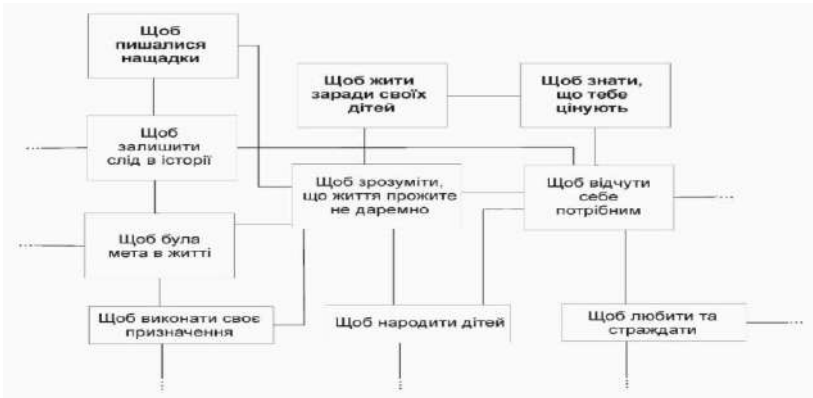 Щоб
пишалися
нащадки
Щоб жити
заради своїх
дітей
Щоб знати,
що тебе
цінують
Щоб
залишити
слід в історії
Щоб зрозуміти,
що життя прожите
не даремно
Щоб відчути
себе
потрібним
Щоб була
мета в житті
Щоб виконати своє
призначення
Щоб народити дітей
Щоб любити та
страждати